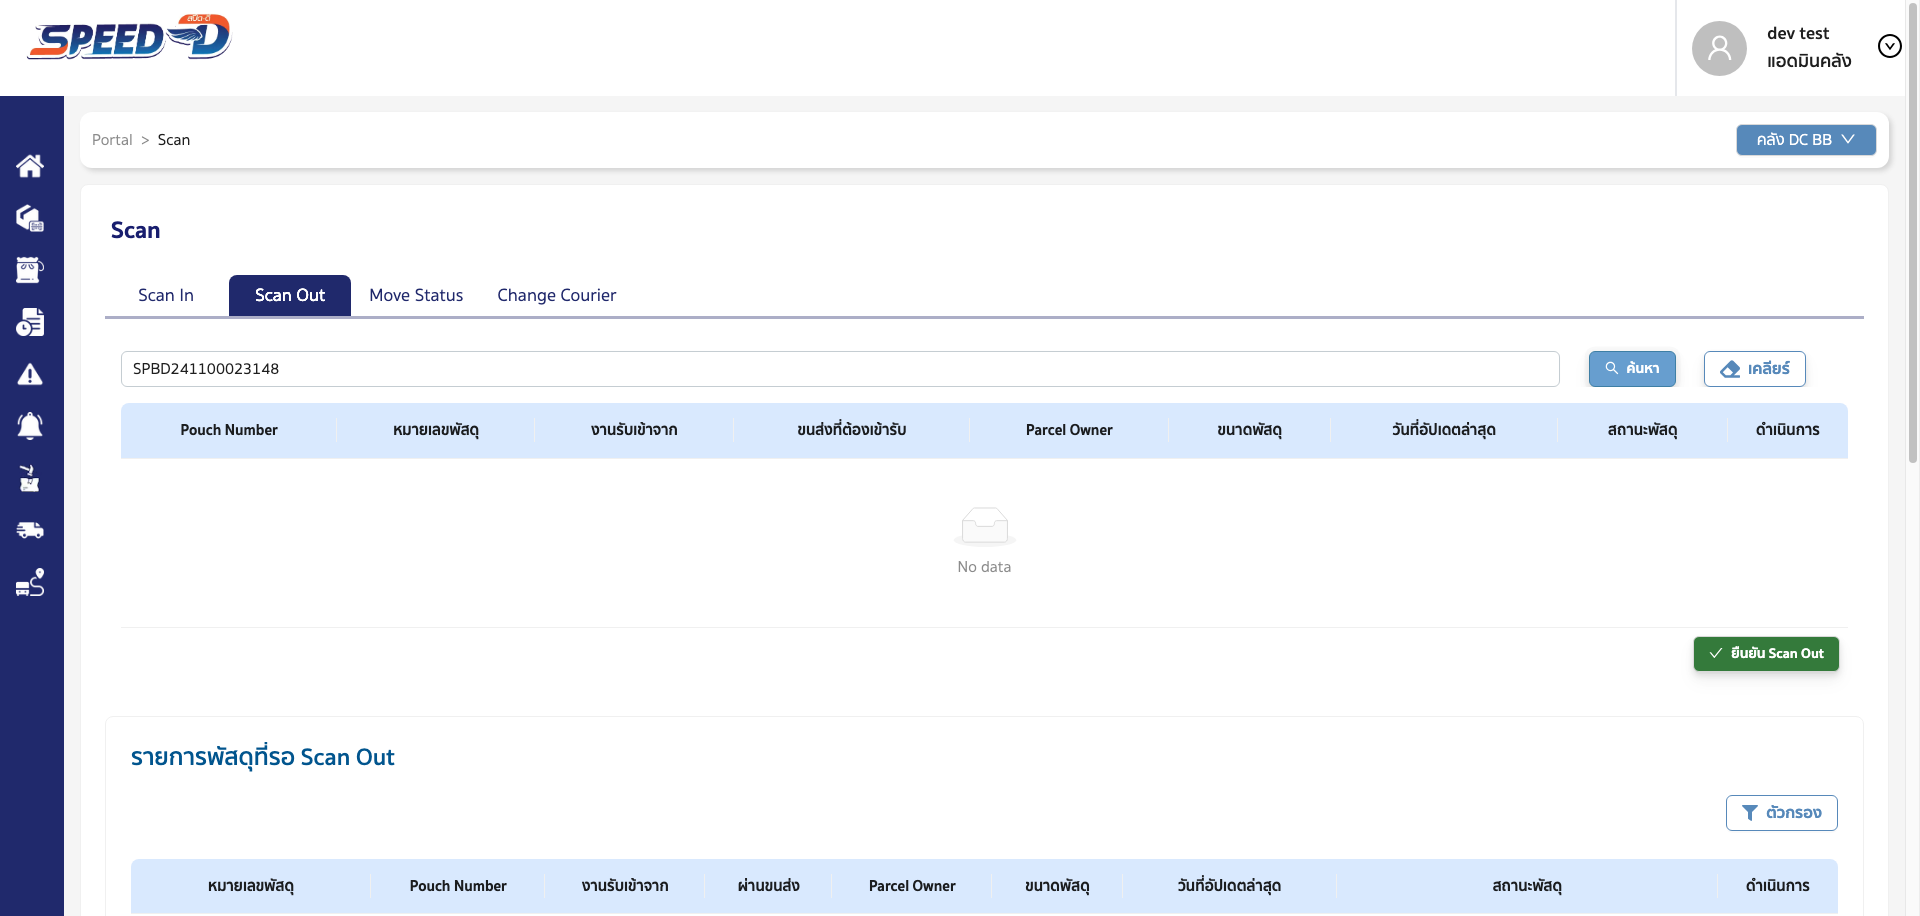 สปีด-ดี
SPEED-D
dev test
แอดมินคลัง
Portal > Scan
คลัง DC BB
Scan
Scan In
Scan Out
Move Status
Change Courier
SPBD241100023148
ค้นหา
เคลียร์
Pouch Number
หมายเลขพัสดุ
งานรับเข้าจาก
ขนส่งที่ต้องเข้ารับ
Parcel Owner
ขนาดพัสดุ
วันที่อัปเดตล่าสุด
สถานะพัสดุ
ดำเนินการ
No data
ยืนยัน Scan Out
รายการพัสดุที่รอ Scan Out
ตัวกรอง
หมายเลขพัสดุ
Pouch Number
งานรับเข้าจาก
ผ่านขนส่ง
Parcel Owner
ขนาดพัสดุ
วันที่อัปเดตล่าสุด
สถานะพัสดุ
ดำเนินการ